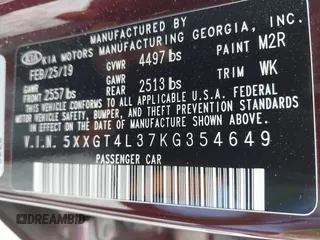 MANUFACTURED BY
KIA KIA MOTORS MANUFACTURING GEORGIA, INC.
FEB/25/19 GVWR 4497 lbs PAINT M2R
GAWR FRONT 2557 lbs GAWR REAR 2513 lbs TRIM WK
THIS VEHICLE CONFORMS TO ALL APPLICABLE
FEDERAL MOTOR VEHICLE SAFETY, BUMPER,
AND THEFT PREVENTION STANDARDS IN EFFECT
ON THE DATE OF MANUFACTURE SHOWN ABOVE.
V.I.N. 5XXGT4L37KG354649
PASSENGER CAR
DREAMBID